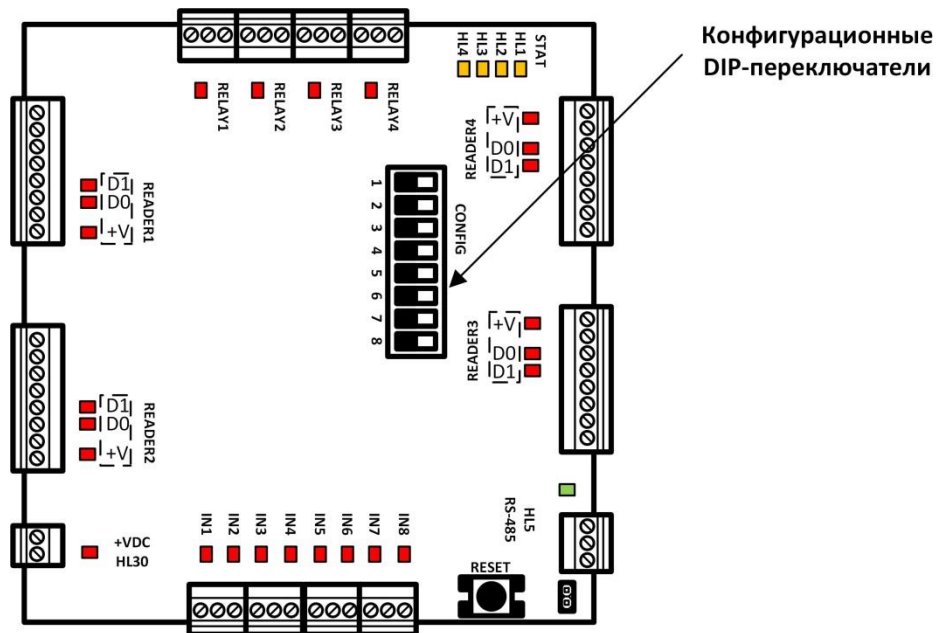 Конфигурационные
DIP-переключатели
STAT
HL1
HL2
HL3
HL4
RELAY1
RELAY2
RELAY3
RELAY4
READER4
+V
D0
D1
D1
D0
+V
READER1
1
2
3
4
5
6
7
8
CONFIG
READER3
+V
D0
D1
D1
D0
+V
READER2
HL5
RS-485
+VDC
HL30
IN1
IN2
IN3
IN4
IN5
IN6
IN7
IN8
RESET